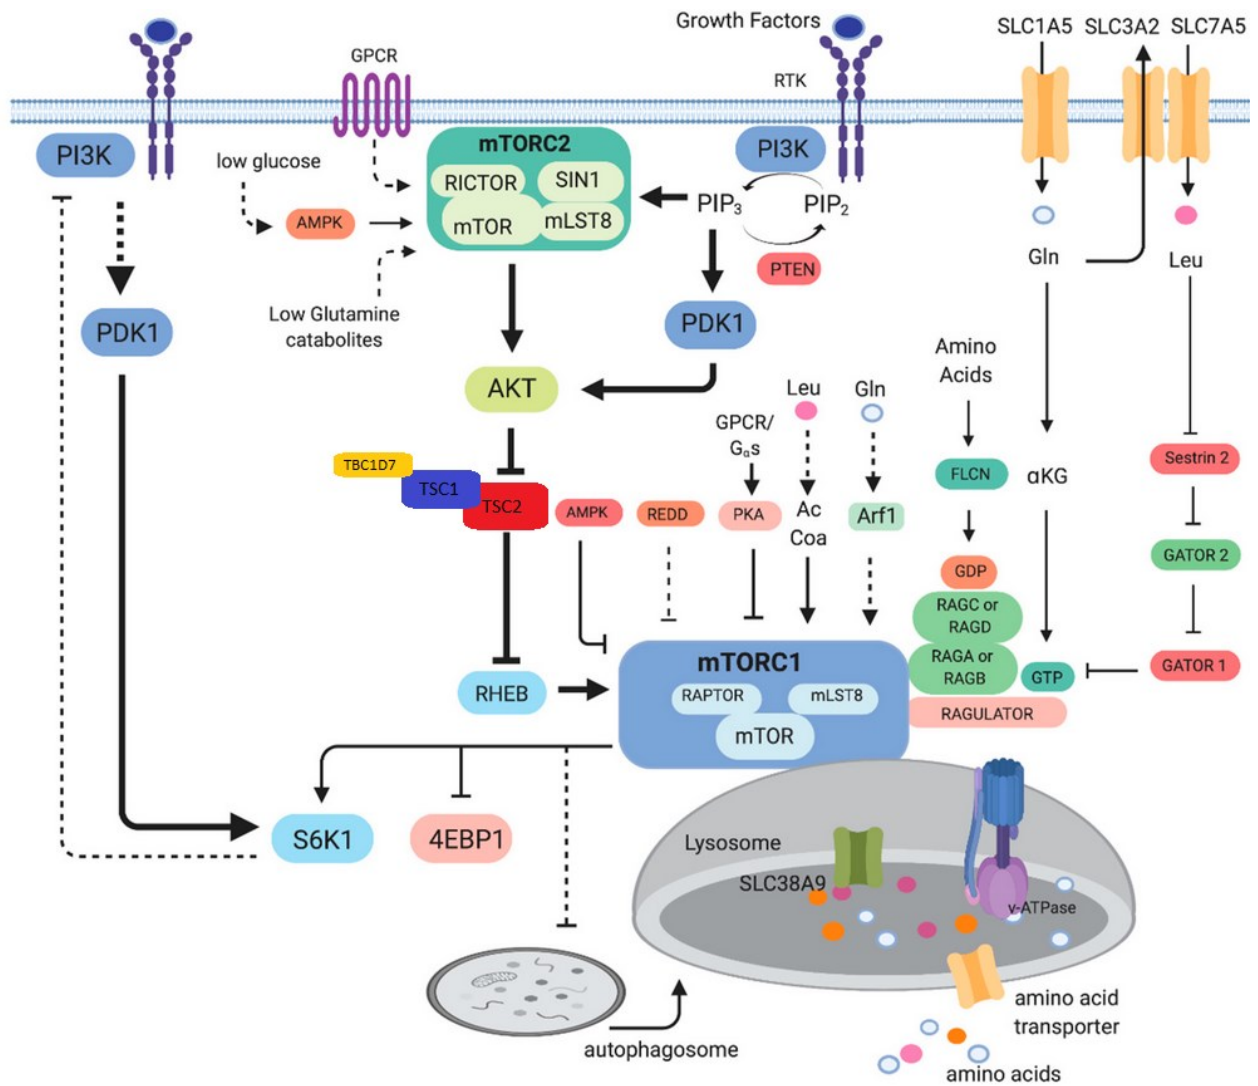 Growth Factors
SLC1A5
SLC3A2
SLC7A5
GPCR
RTK
PI3K
low glucose
AMPK
mTORC2
RICTOR
SIN1
mTOR
mLST8
PI3K
PIP3
PIP2
PTEN
Gln
Leu
PDK1
Low Glutamine
catabolites
PDK1
AKT
Leu
Gln
Amino
Acids
GPCR/
Gαs
TBC1D7
TSC1
TSC2
AMPK
REDD
PKA
Ac
Coa
Arf1
FLCN
αKG
Sestrin 2
GATOR 2
GDP
RAGC or
RAGD
RAGA or
RAGB
GTP
GATOR 1
RAGULATOR
RHEB
mTORC1
RAPTOR
mLST8
mTOR
S6K1
4EBP1
Lysosome
SLC38A9
v-ATPase
amino acid
transporter
autophagosome
amino acids